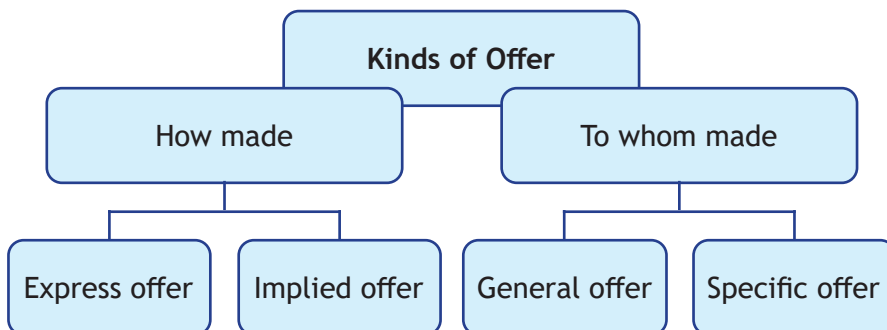 Kinds of Offer
How made
To whom made
Express offer
Implied offer
General offer
Specific offer